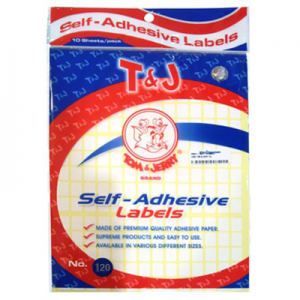 Self-Adhesive Labels
10 Sheets/pack
T&J
TOM & JERRY
BRAND
Self-Adhesive
Labels
MADE OF PREMIUM QUALITY ADHESIVE PAPER.
SUPREME PRODUCTS AND EASY TO USE.
AVAILABLE IN VARIOUS DIFFERENT SIZES.
No. 120